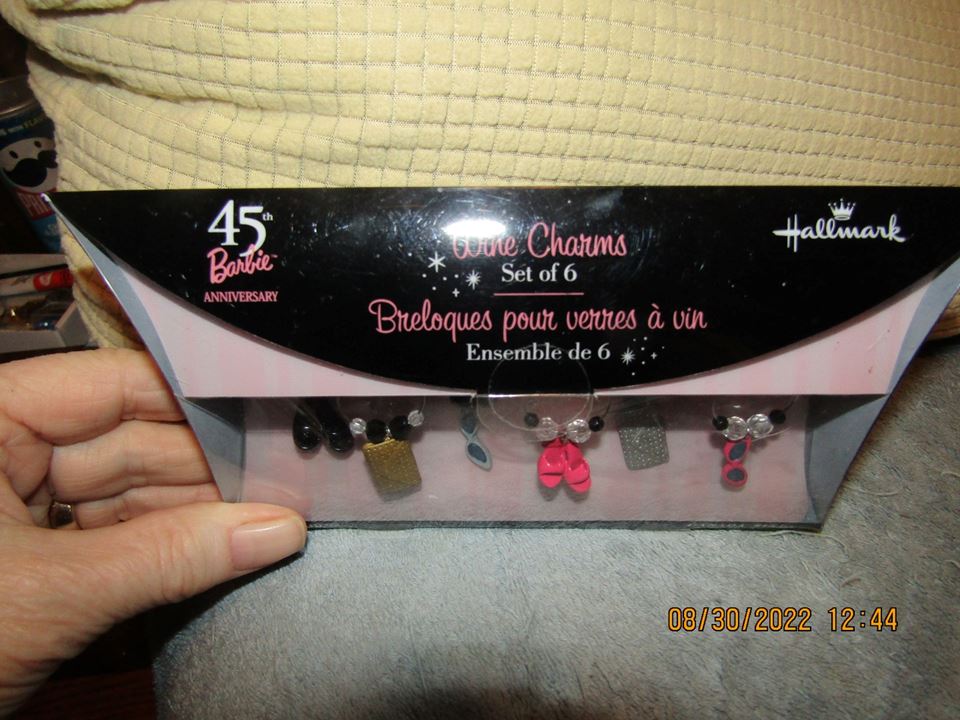 45th
Barbie™
ANNIVERSARY
Wine Charms
Set of 6
Breloques pour verres à vin
Ensemble de 6
Hallmark
08/30/2022 12:44